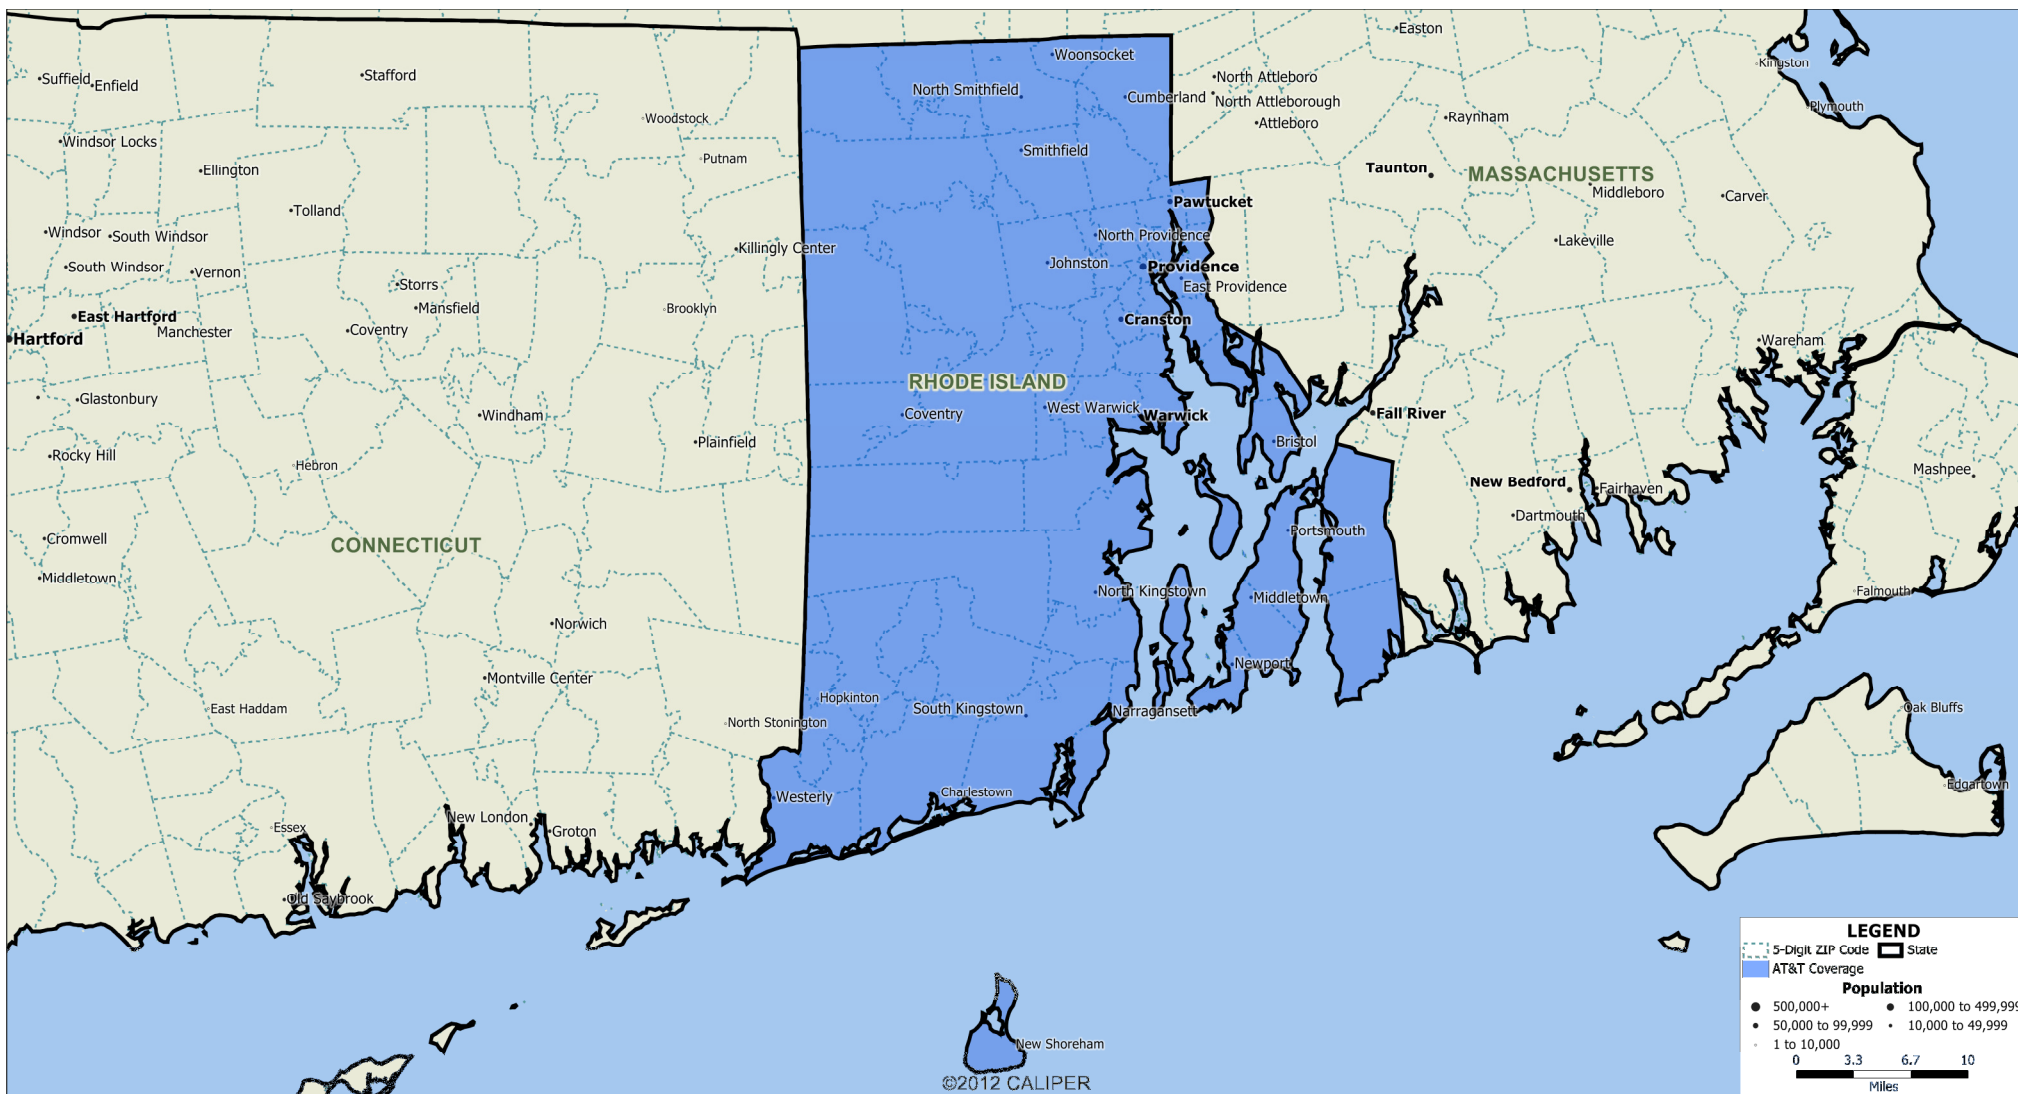 Easton
Kingston
Woonsocket
Suffield
Enfield
Stafford
North Smithfield
Cumberland
North Attleboro
North Attleborough
Attleboro
Plymouth
Woodstock
Raynham
Windsor Locks
Putnam
Smithfield
Ellington
Taunton
MASSACHUSETTS
Middleboro
Carver
Tolland
Pawtucket
Windsor
South Windsor
Killingly Center
North Providence
Lakeville
South Windsor
Vernon
Johnston
Providence
East Providence
Storrs
Mansfield
Brooklyn
East Hartford
Manchester
Coventry
Cranston
Hartford
Wareham
RHODE ISLAND
Glastonbury
Windham
Coventry
West Warwick
Warwick
Fall River
Plainfield
Bristol
Rocky Hill
Hebron
Mashpee
New Bedford
Fairhaven
Dartmouth
Cromwell
CONNECTICUT
Portsmouth
Middletown
North Kingstown
Middletown
Falmouth
Norwich
Newport
Montville Center
Hopkinton
East Haddam
South Kingstown
Narragansett
Oak Bluffs
North Stonington
Westerly
Charlestown
Edgartown
Essex
New London
Groton
Old Saybrook
New Shoreham
©2012 CALIPER
LEGEND
5-Digit ZIP Code State
AT&T Coverage
Population
500,000+ 100,000 to 499,999
50,000 to 99,999 10,000 to 49,999
1 to 10,000
0 3.3 6.7 10
Miles